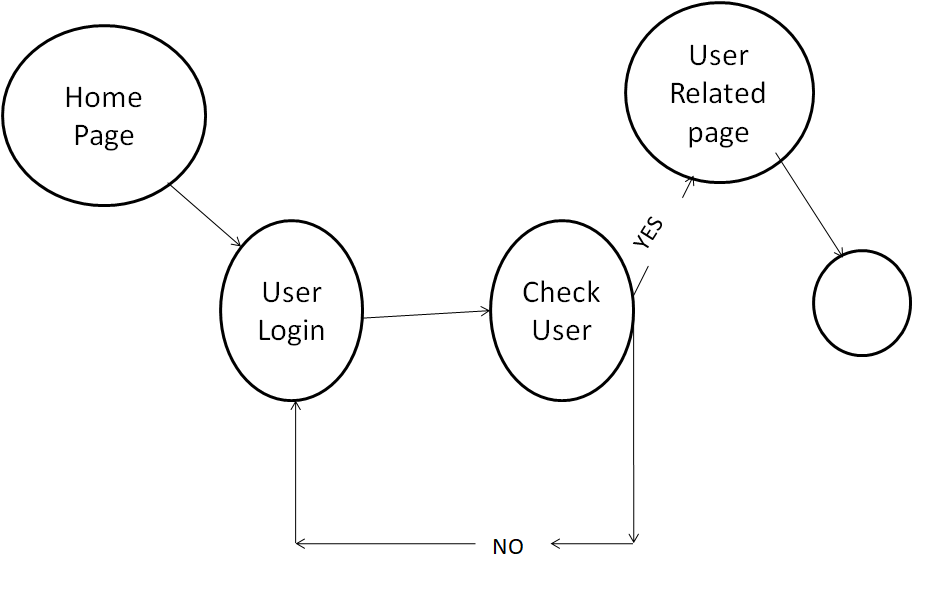 Home
Page
User
Login
Check
User
YES
User
Related
page
NO